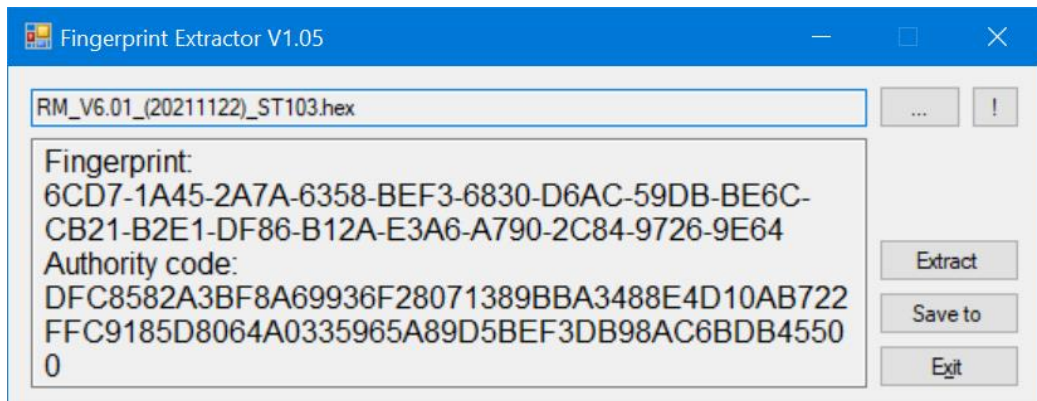 Fingerprint Extractor V1.05
RM_V6.01_(20211122)_ST103.hex
...
!
Fingerprint:
6CD7-1A45-2A7A-6358-BEF3-6830-D6AC-59DB-BE6C-
CB21-B2E1-DF86-B12A-E3A6-A790-2C84-9726-9E64
Authority code:
DFC8582A3BF8A69936F28071389BBA3488E4D10AB722
FFC9185D8064A0335965A89D5BEF3DB98AC6BDB4550
0
Extract
Save to
Exit